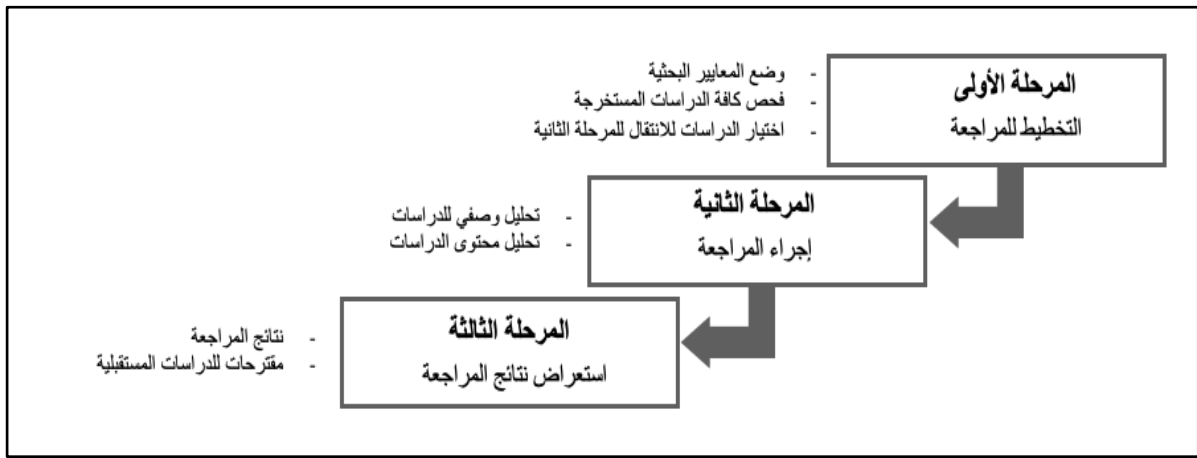 المرحلة الأولى
التخطيط للمراجعة
- وضع المعايير البحثية
- فحص كافة الدراسات المستخرجة
- اختيار الدراسات للانتقال للمرحلة الثانية
المرحلة الثانية
إجراء المراجعة
- تحليل وصفي للدراسات
- تحليل محتوى الدراسات
المرحلة الثالثة
استعراض نتائج المراجعة
- نتائج المراجعة
- مقترحات للدراسات المستقبلية